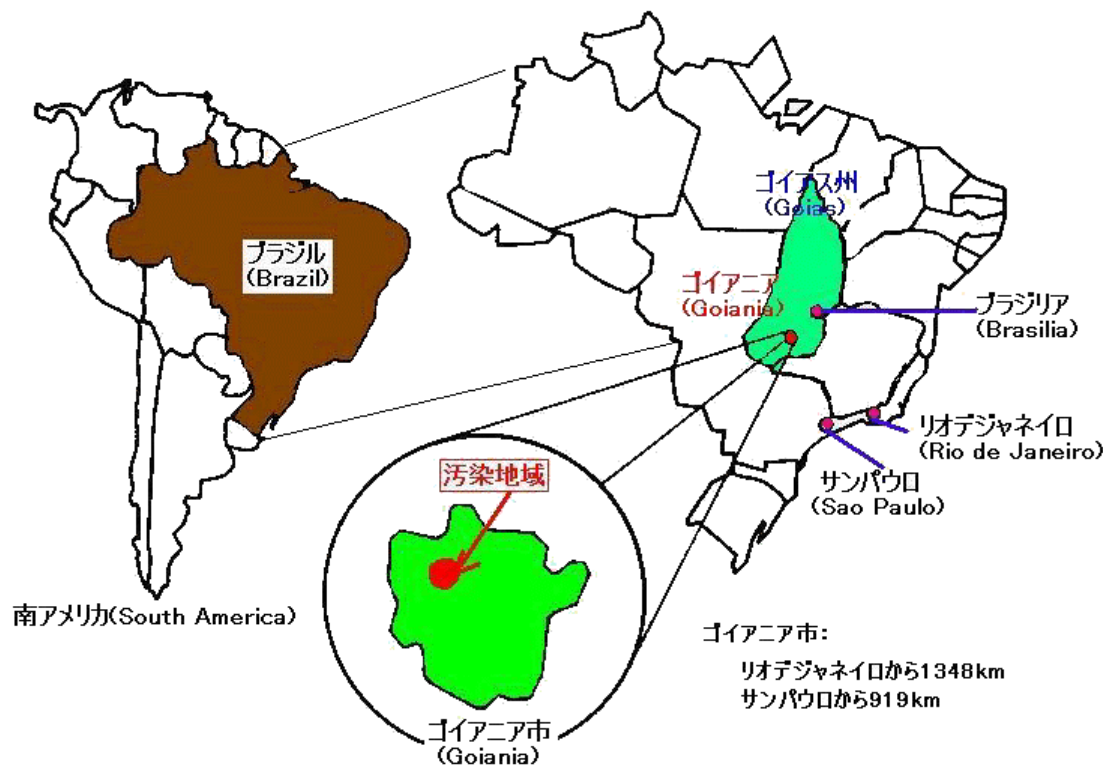 ブラジル
(Brazil)
南アメリカ(South America)
ゴイアス州
(Goias)
ゴイアニア
(Goiania)
ブラジリア
(Brasilia)
リオデジャネイロ
(Rio de Janeiro)
サンパウロ
(Sao Paulo)
汚染地域
ゴイアニア市
(Goiania)
ゴイアニア市:
リオデジャネイロから1348km
サンパウロから919km